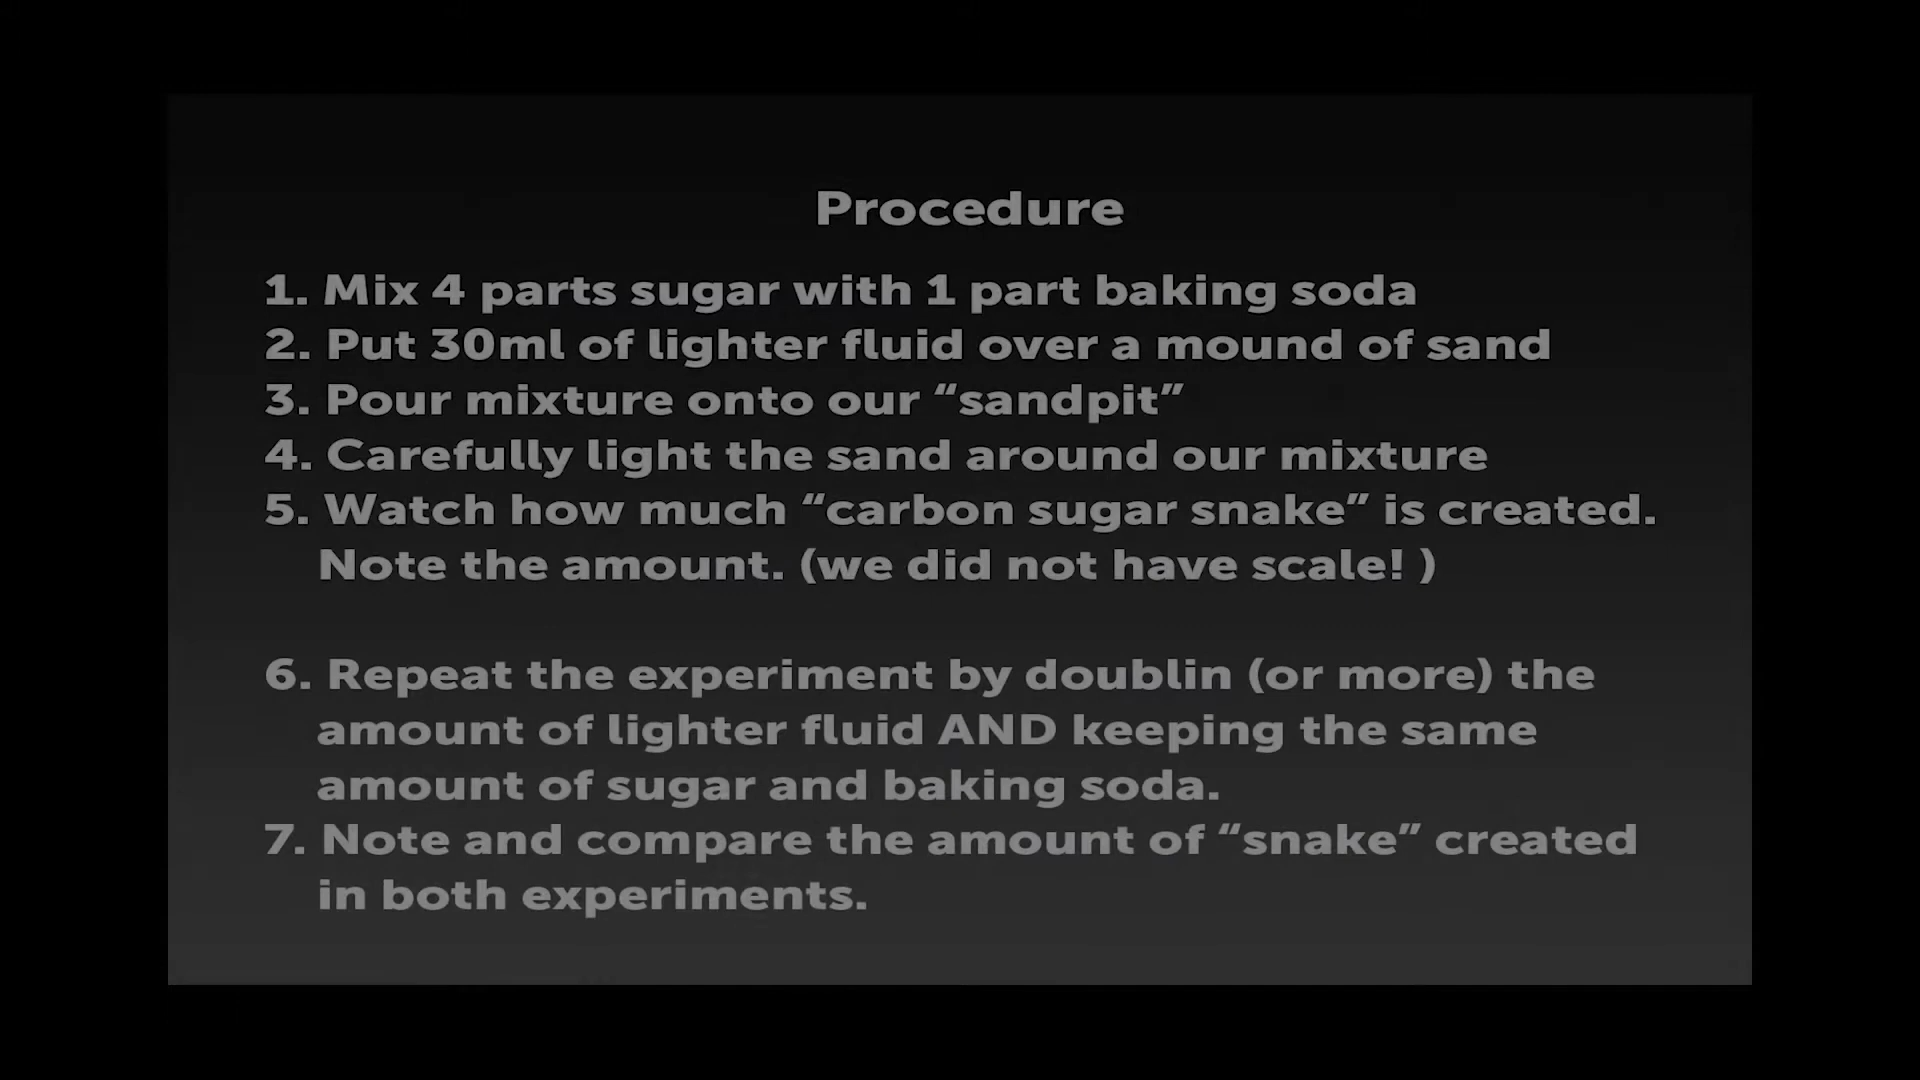 Procedure
1. Mix 4 parts sugar with 1 part baking soda
2. Put 30ml of lighter fluid over a mound of sand
3. Pour mixture onto our “sandpit”
4. Carefully light the sand around our mixture
5. Watch how much “carbon sugar snake” is created.
Note the amount. (we did not have scale! )
6. Repeat the experiment by doublin (or more) the
amount of lighter fluid AND keeping the same
amount of sugar and baking soda.
7. Note and compare the amount of “snake” created
in both experiments.